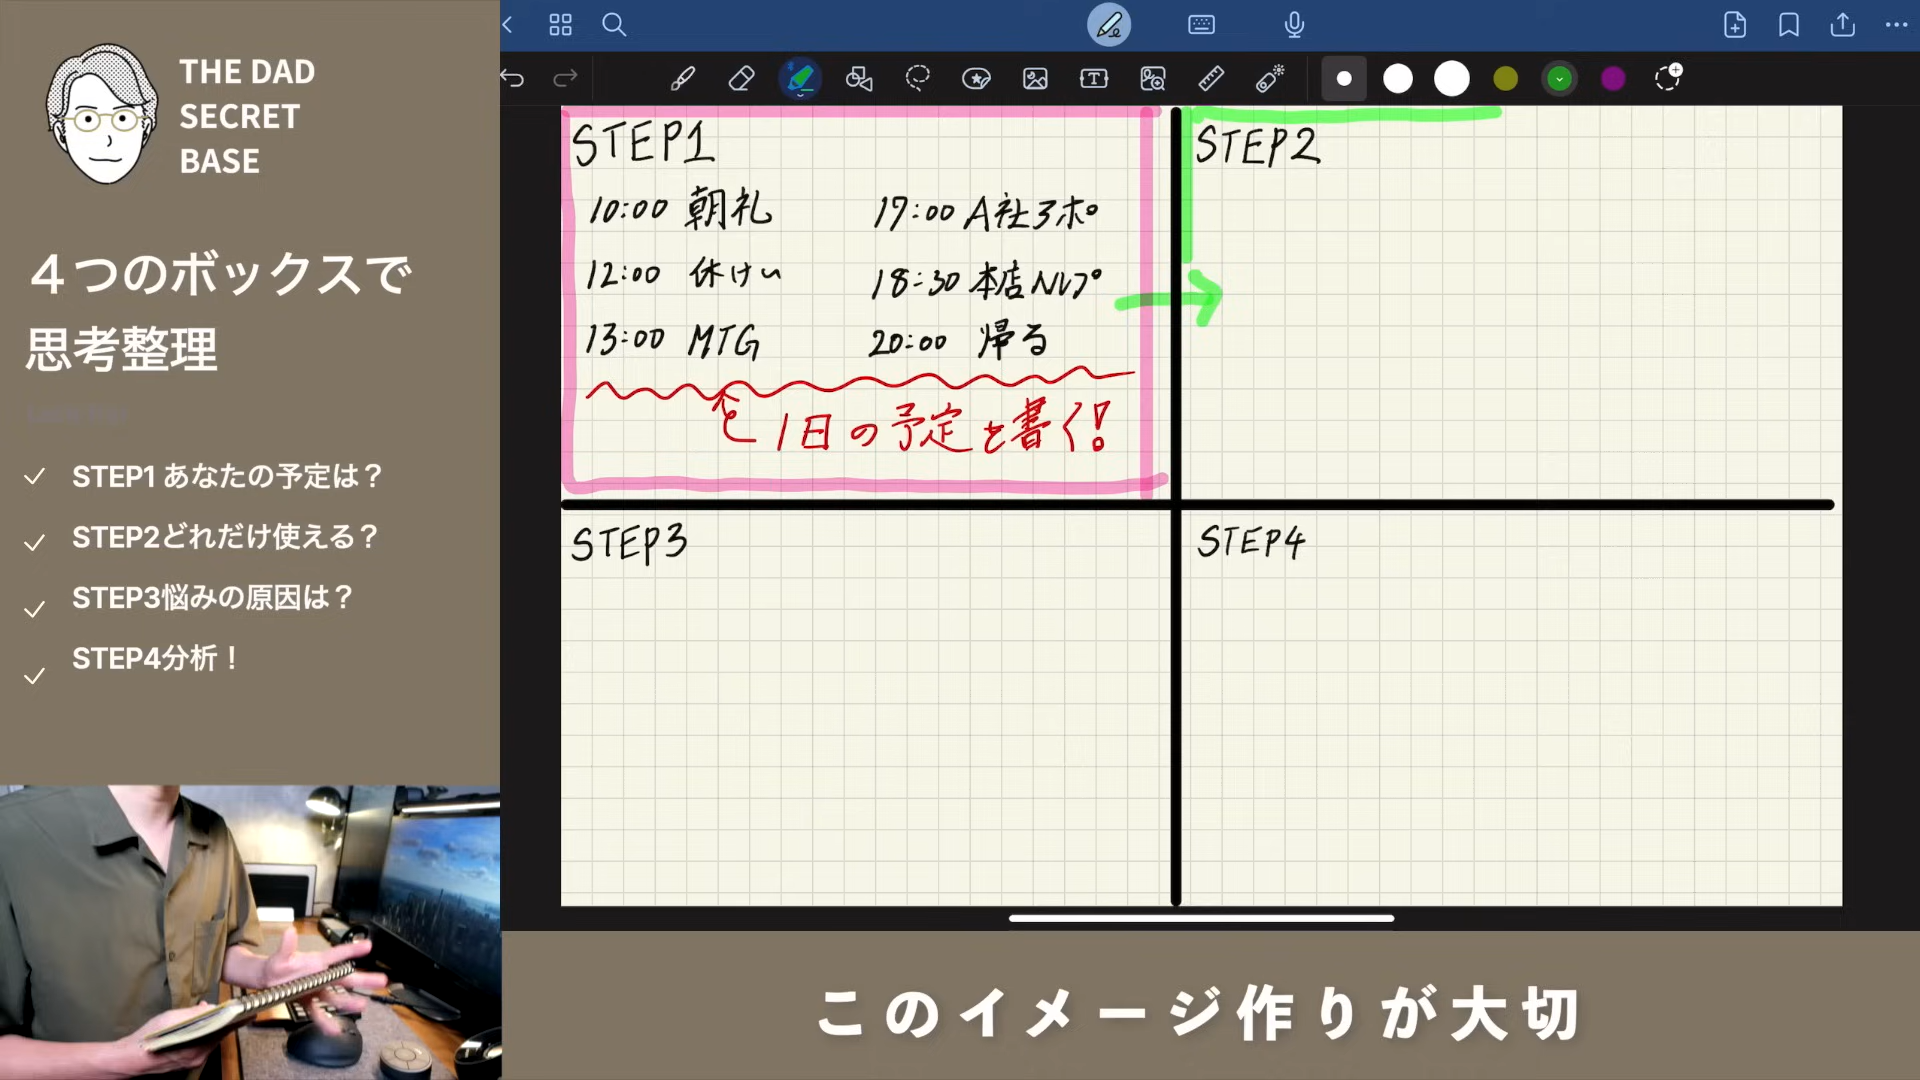 THE DAD
SECRET
BASE
４つのボックスで
思考整理
STEP1 あなたの予定は？
STEP2どれだけ使える？
STEP3悩みの原因は？
STEP4分析！
STEP1
10:00 朝礼
12:00 休けい
13:00 MTG
17:00 A社アポ
18:30 本店ヘルプ
20:00 帰る
1日の予定を書く!
STEP2
STEP3
STEP4
このイメージ作りが大切